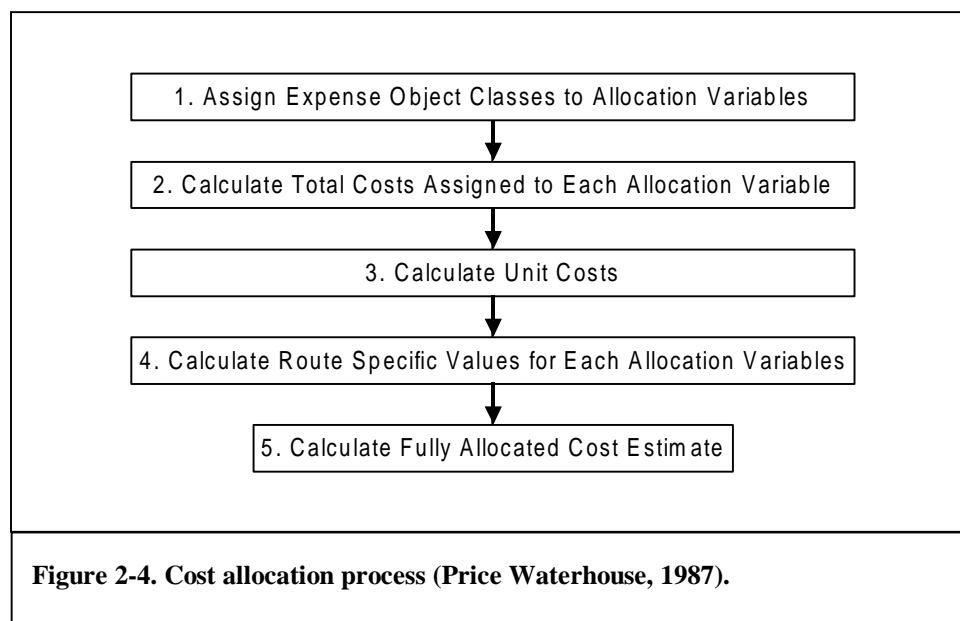 1. Assign Expense Object Classes to Allocation Variables
2. Calculate Total Costs Assigned to Each Allocation Variable
3. Calculate Unit Costs
4. Calculate Route Specific Values for Each Allocation Variables
5. Calculate Fully Allocated Cost Estimate
Figure 2-4. Cost allocation process (Price Waterhouse, 1987).